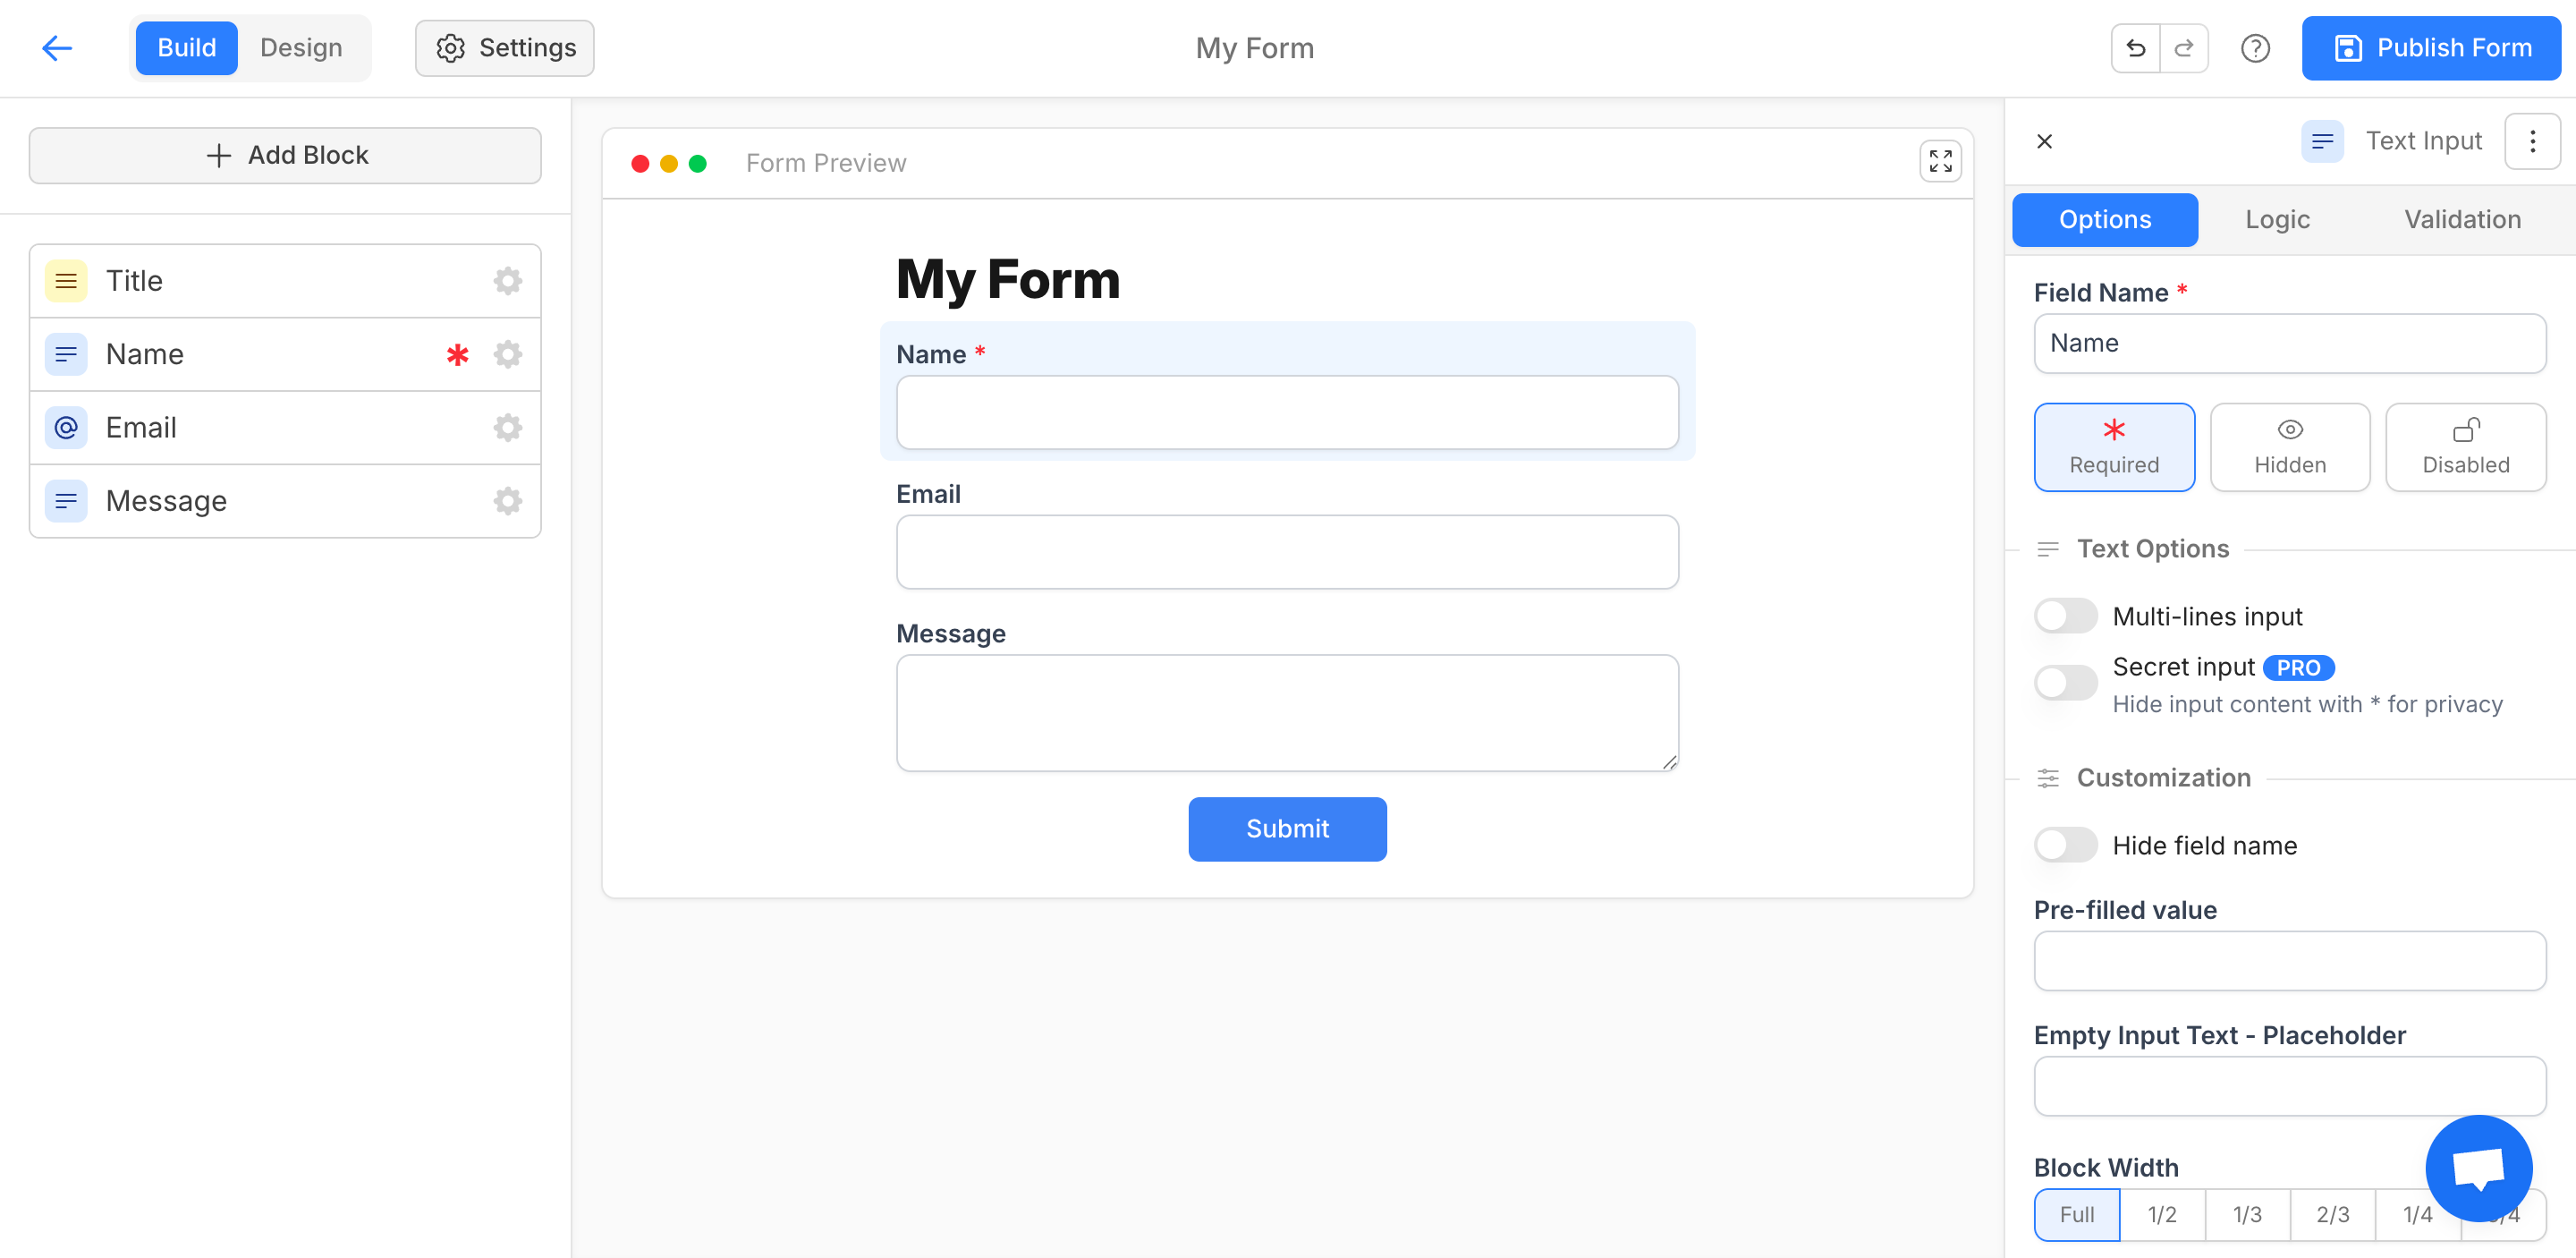 Build Design Settings My Form Publish Form
Add Block
Title
Name *
Email
Message
Form Preview
My Form
Name *
Email
Message
Submit
Text Input
Options Logic Validation
Field Name *
Name
Required Hidden Disabled
Text Options
Multi-lines input
Secret input PRO
Hide input content with * for privacy
Customization
Hide field name
Pre-filled value
Empty Input Text - Placeholder
Block Width
Full 1/2 1/3 2/3 1/4